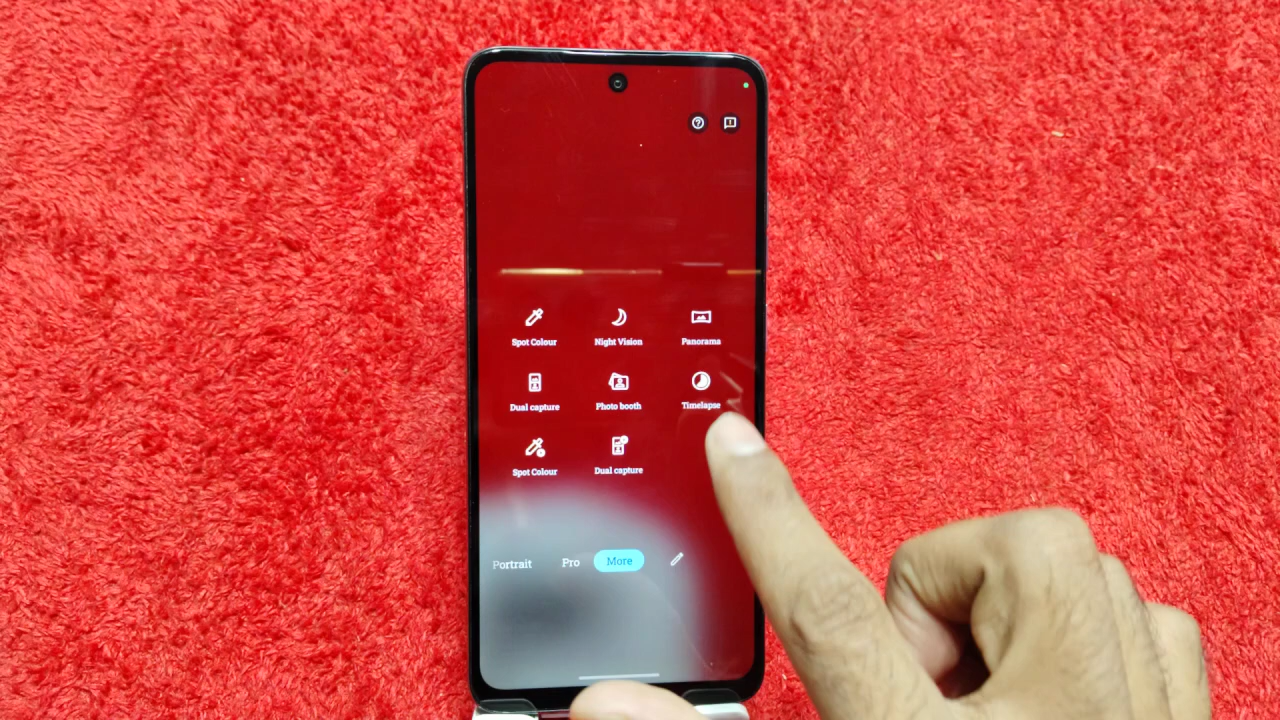 Spot Colour
Night Vision
Panorama
Dual capture
Photo booth
Timelapse
Spot Colour
Dual capture
Portrait
Pro
More